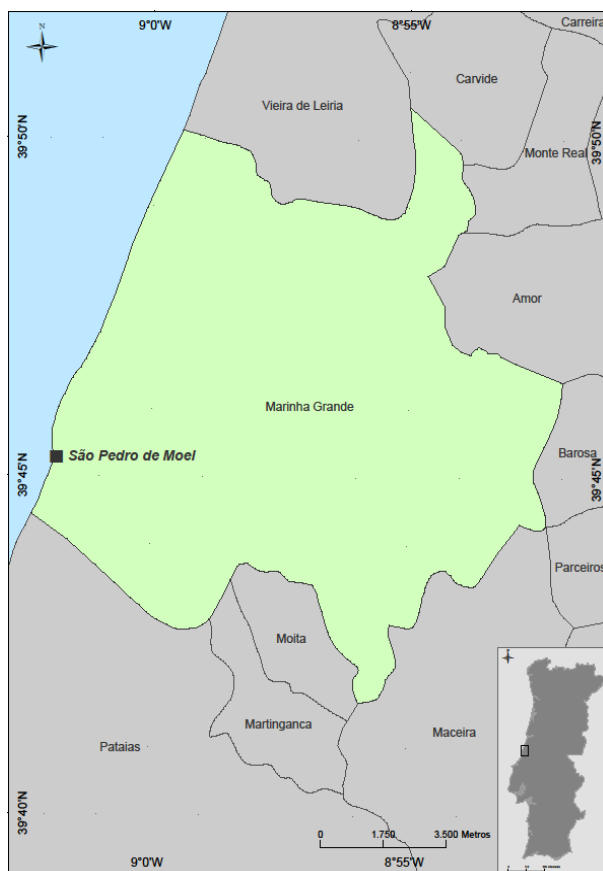 N
9°0'W
8°55'W
Carreira
Carvide
Vieira de Leiria
39°50'N
39°50'N
Monte Real
Amor
Marinha Grande
São Pedro de Moel
39°45'N
39°45'N
Barosa
Parceiros
Moita
Martinganca
Maceira
Pataias
39°40'N
0 1.750 3.500 Metros
9°0'W
8°55'W